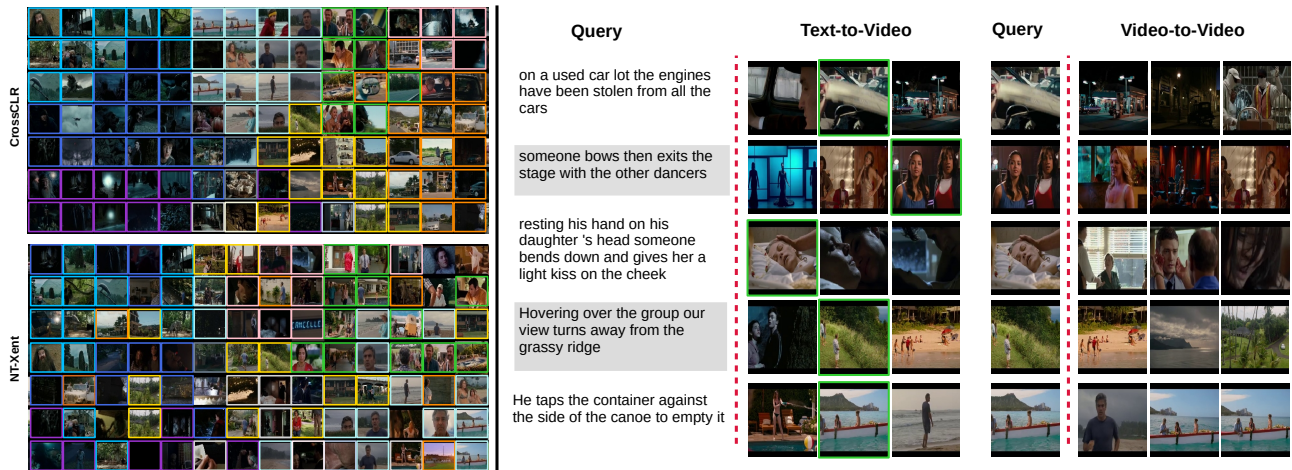 CrossCLR
NT-Xent
Query
Text-to-Video
Query
Video-to-Video
on a used car lot the engines
have been stolen from all the
cars
someone bows then exits the
stage with the other dancers
resting his hand on his
daughter 's head someone
bends down and gives her a
light kiss on the cheek
Hovering over the group our
view turns away from the
grassy ridge
He taps the container against
the side of the canoe to empty it